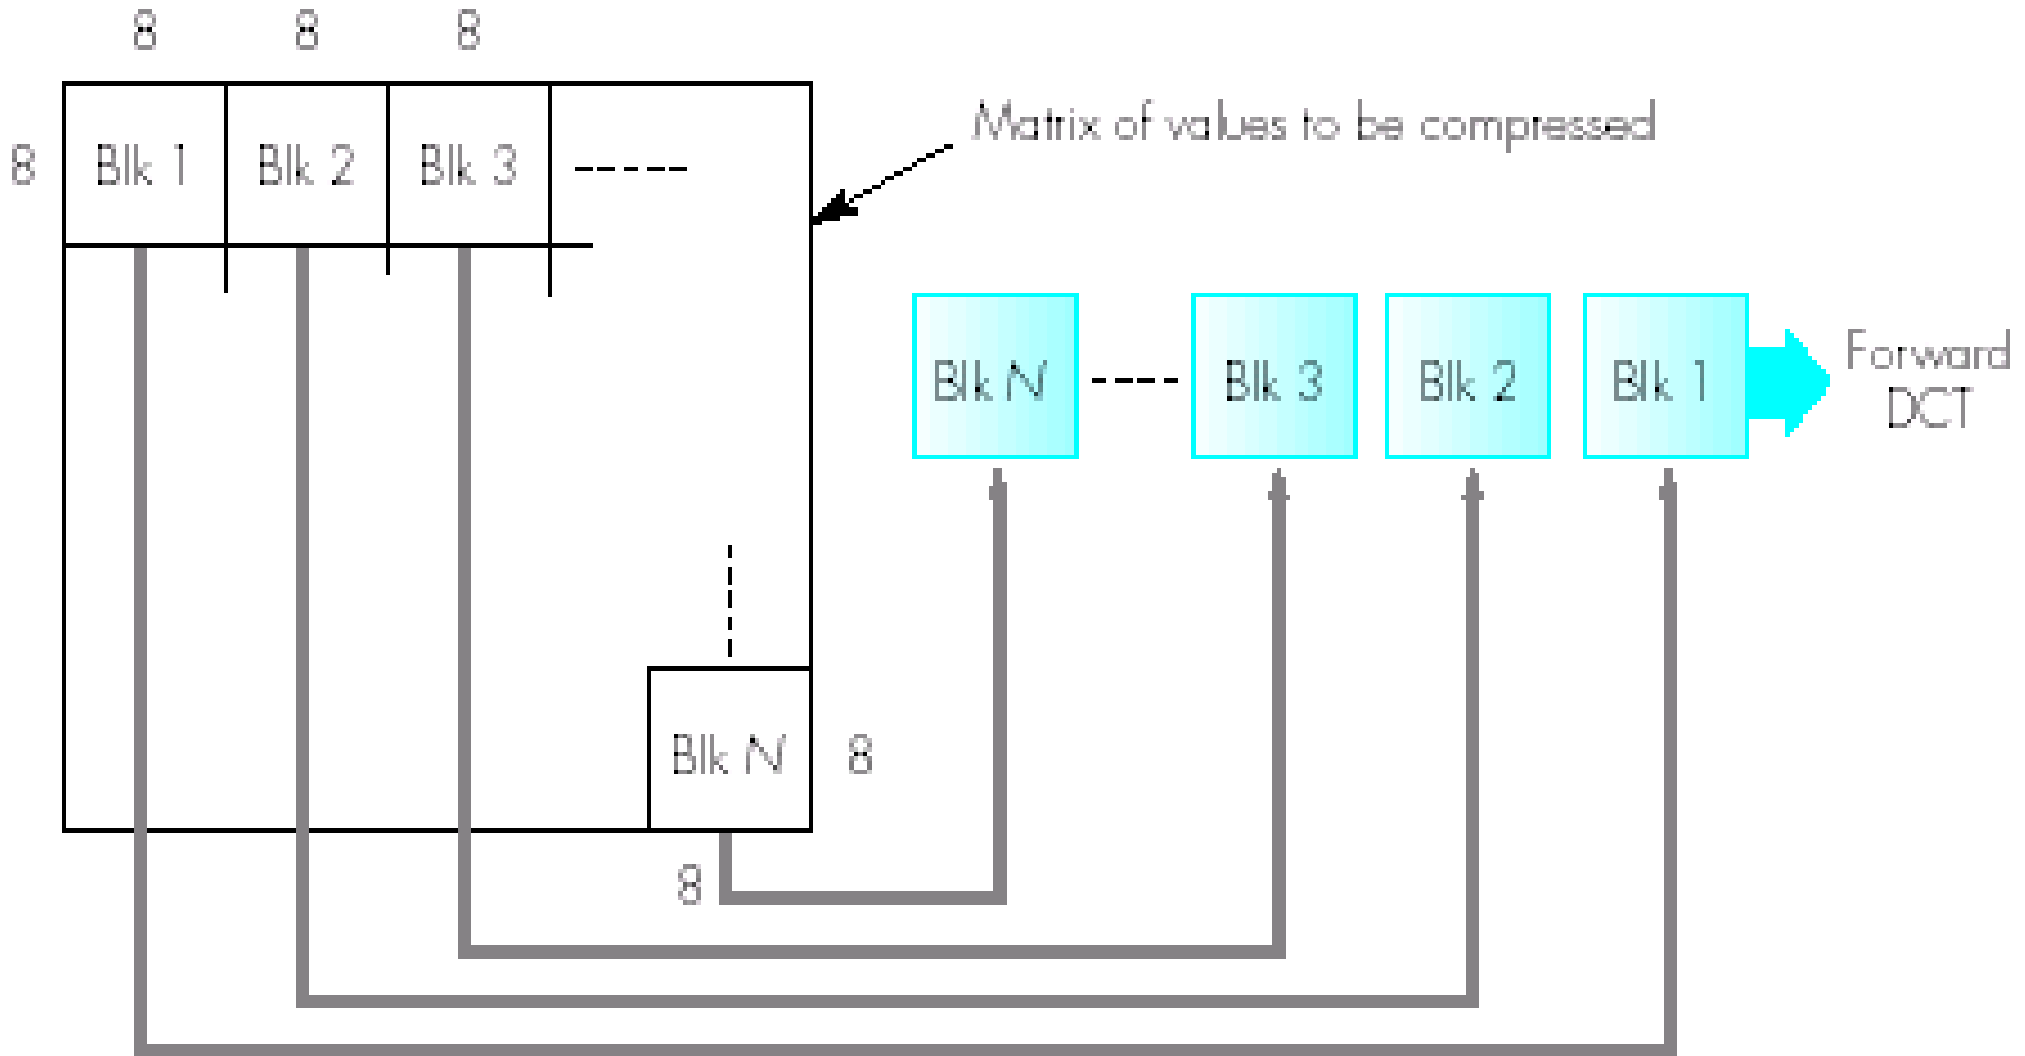 8 8 8
8 Blk 1 Blk 2 Blk 3
Matrix of values to be compressed
Blk N Blk 3 Blk 2 Blk 1
Forward
DCT
Blk N 8
8